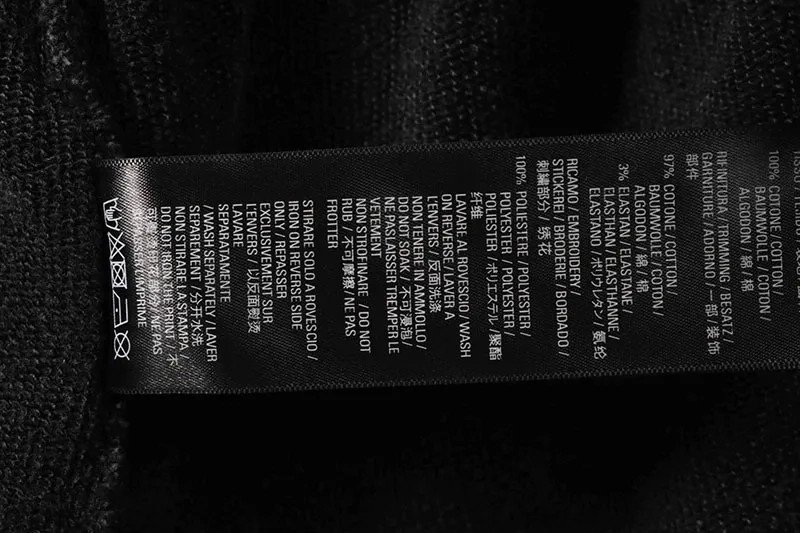 100% COTONE / COTTON /
BAUMWOLLE / COTON /
ALGODON / 綿 / 棉
REFINITURA / TRIMMING / BESATZ /
GARNITURE / ADORNO / 一部 / 装饰
部件
97% COTONE / COTTON /
BAUMWOLLE / COTON /
ALGODON / 綿 / 棉
3% ELASTAN / ELASTANE /
ELASTHAN / ELASTHANNE /
ELASTANO / ポリウレタン / 氨纶
RICAMO / EMBROIDERY /
STICKEREI / BRODERIE / BORDADO /
刺繍部分 / 绣花
100% POLIESTERE / POLYESTER /
POLYESTER / POLYESTER /
POLIESTER / ポリエステル / 聚酯
纤维
LAVARE AL ROVESCIO / WASH
ON REVERSE / LAVER A
L'ENVERS / 反面洗涤
NON TENERE IN AMMOLLO /
DO NOT SOAK / 不可浸泡 /
NE PAS LAISSER TREMPER LE
VETEMENT
NON STROFINARE / DO NOT
RUB / 不可摩擦 / NE PAS
FROTTER
STIRARE SOLO A ROVESCIO /
IRON REVERSE SIDE
ONLY / REPASSER
EXCLUSIVEMENT SUR
L'ENVERS / 以反面熨烫
LAVARE
SEPARATAMENTE
/ WASH SEPARATELY / LAVER
SEPAREMENT / 分开水洗
NON STIRARE LA STAMPA /
DO NOT IRON THE PRINT / 不